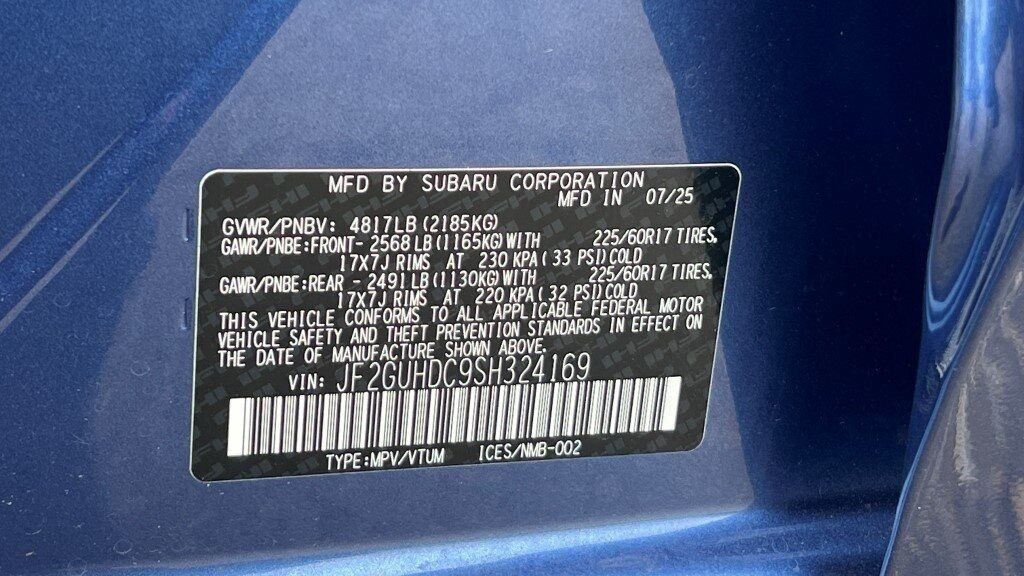 MFD BY SUBARU CORPORATION
MFD IN 07/25
GVWR/PNBV: 4817LB (2185KG)
GAWR/PNBE:FRONT- 2568 LB (1165KG) WITH 225/60R17 TIRES,
17X7J RIMS AT 230 KPA ( 33 PSI) COLD
GAWR/PNBE:REAR - 2491 LB (1130KG) WITH 225/60R17 TIRES,
17X7J RIMS AT 220 KPA ( 32 PSI) COLD
THIS VEHICLE CONFORMS TO ALL APPLICABLE FEDERAL MOTOR
VEHICLE SAFETY AND THEFT PREVENTION STANDARDS IN EFFECT ON
THE DATE OF MANUFACTURE SHOWN ABOVE.
VIN: JF2GUHDC9SH324169
TYPE:MPV/VTUM ICES/NMB-002